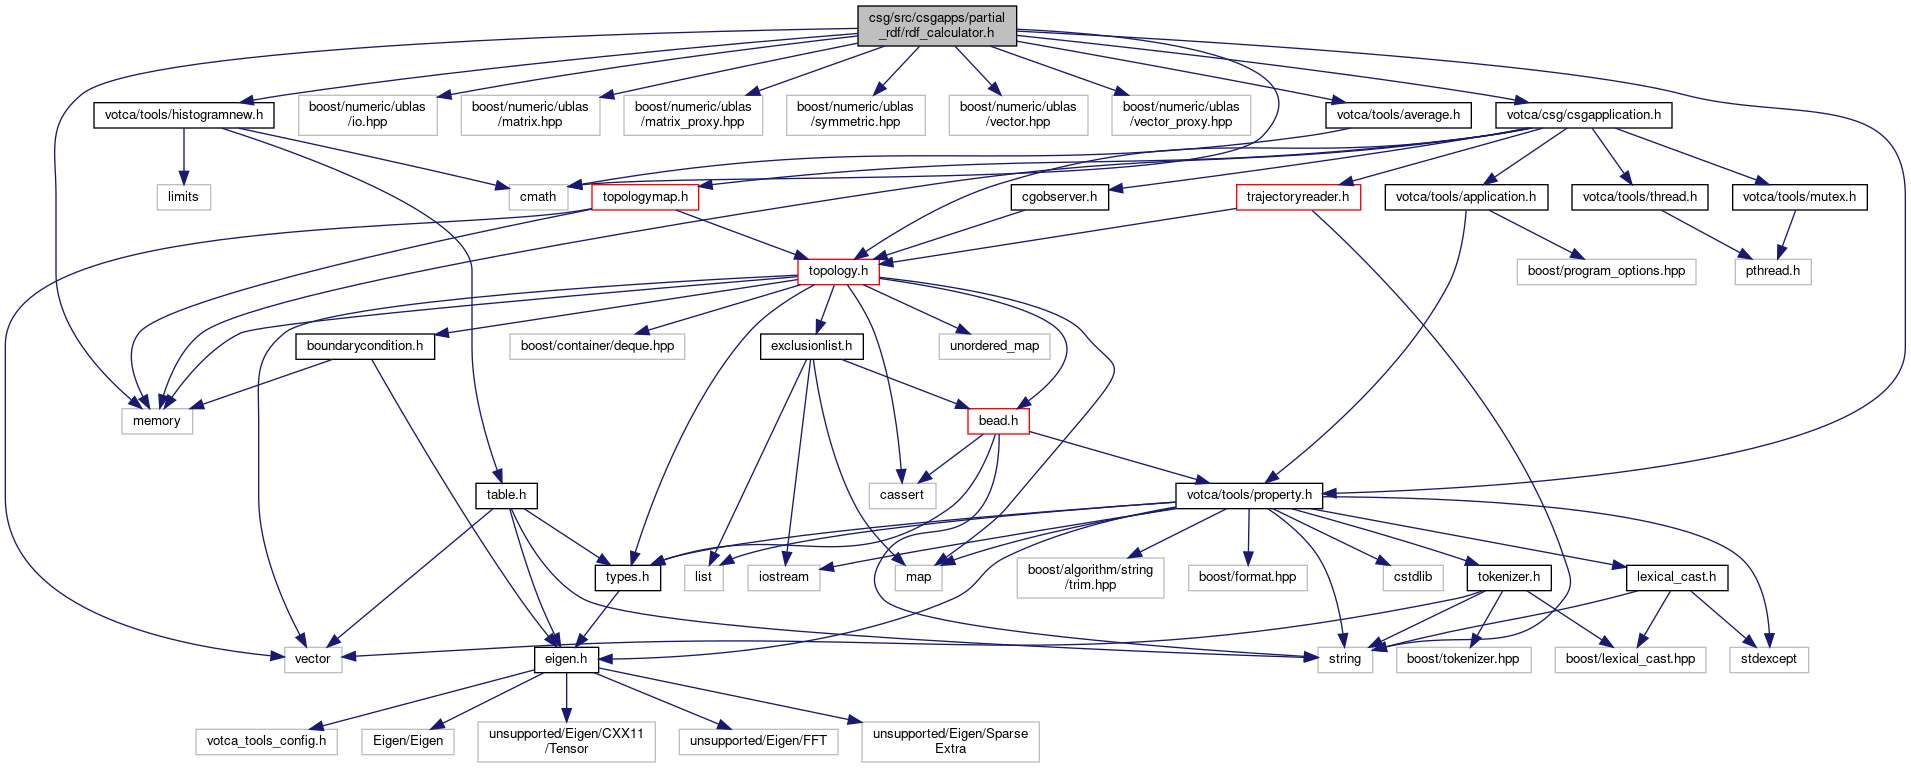 csg/src/csgapps/partial
_rdf/rdf_calculator.h
votca/tools/histogramnew.h
boost/numeric/ublas
/io.hpp
boost/numeric/ublas
/matrix.hpp
boost/numeric/ublas
/matrix_proxy.hpp
boost/numeric/ublas
/symmetric.hpp
boost/numeric/ublas
/vector.hpp
boost/numeric/ublas
/vector_proxy.hpp
votca/tools/average.h
votca/csg/csgapplication.h
limits
cmath
topologymap.h
cgobserver.h
trajectoryreader.h
votca/tools/application.h
votca/tools/thread.h
votca/tools/mutex.h
topology.h
boost/program_options.hpp
pthread.h
boundarycondition.h
boost/container/deque.hpp
exclusionlist.h
unordered_map
memory
bead.h
table.h
cassert
votca/tools/property.h
types.h
list
iostream
map
boost/algorithm/string
/trim.hpp
boost/format.hpp
cstdlib
tokenizer.h
lexical_cast.h
vector
eigen.h
string
boost/tokenizer.hpp
boost/lexical_cast.hpp
stdexcept
votca_tools_config.h
Eigen/Eigen
unsupported/Eigen/CXX11
/Tensor
unsupported/Eigen/FFT
unsupported/Eigen/Sparse
Extra